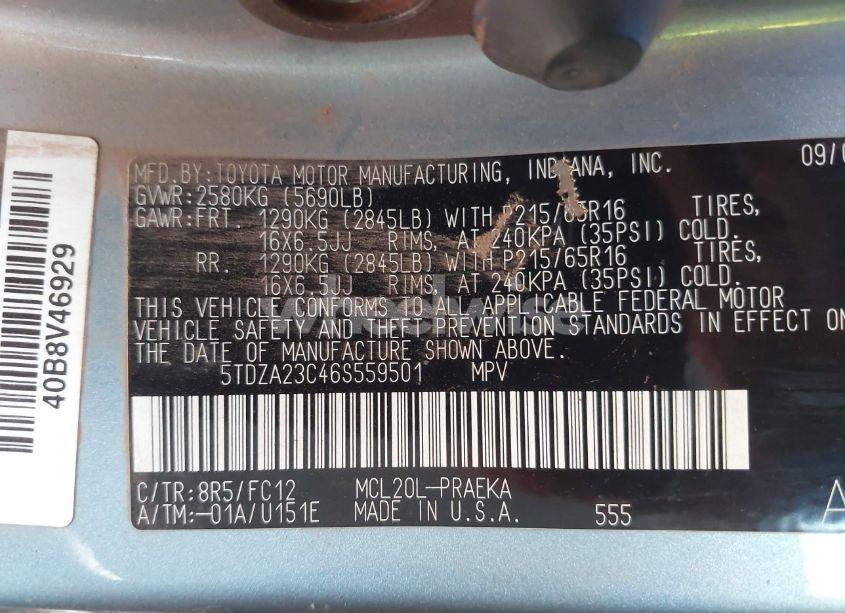 MFD.BY:TOYOTA MOTOR MANUFACTURING, INDIANA, INC. 09/0
GVWR:2580KG (5690LB)
GAWR:FRT. 1290KG (2845LB) WITH P215/65R16 TIRES,
16X6.5JJ RIMS, AT 240KPA (35PSI) COLD.
RR. 1290KG (2845LB) WITH P215/65R16 TIRES,
16X6.5JJ RIMS, AT 240KPA (35PSI) COLD.
THIS VEHICLE CONFORMS TO ALL APPLICABLE FEDERAL MOTOR
VEHICLE SAFETY AND THEFT PREVENTION STANDARDS IN EFFECT ON
THE DATE OF MANUFACTURE SHOWN ABOVE.
5TDZA23C46S559501 MPV
C/TR:8R5/FC12 MCL20L-PRAEKA
A/TM:-01A/U151E MADE IN U.S.A. 555 A
40B8V46929